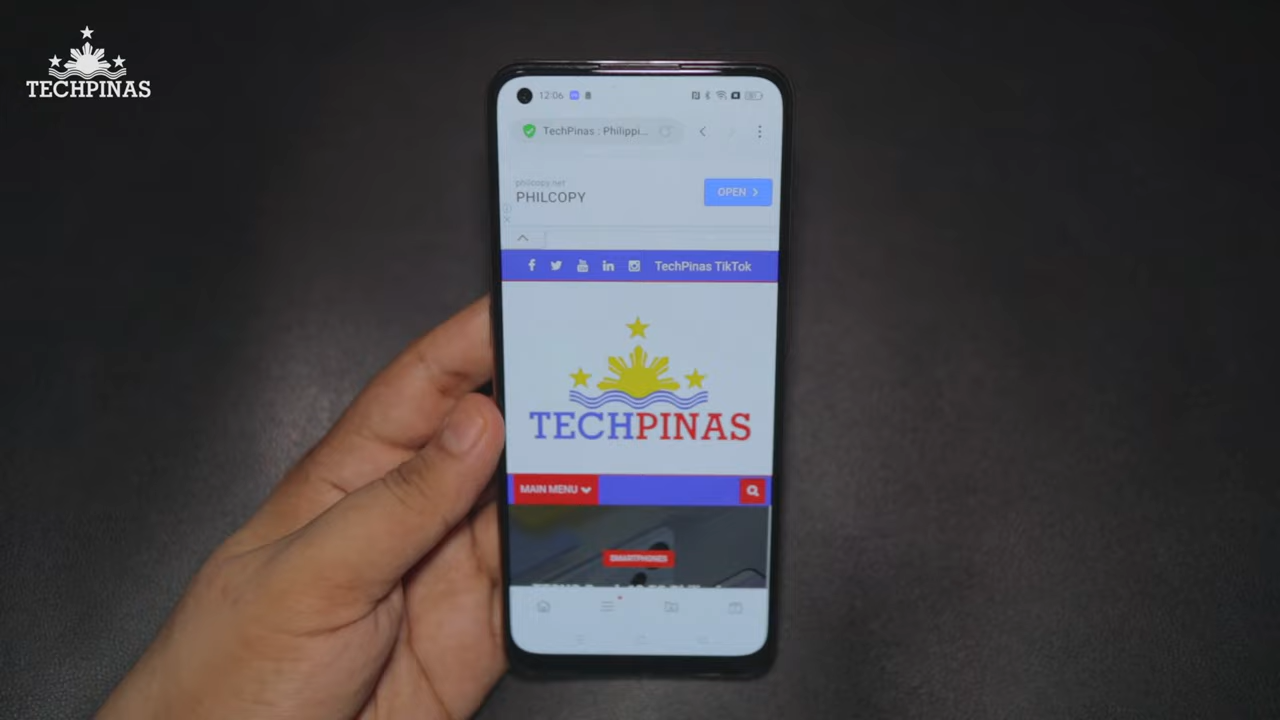 TECHPINAS
12:06
TechPinas : Philippi...
philcopy.net
PHILCOPY
OPEN
TechPinas TikTok
TECHPINAS
MAIN MENU
SMARTPHONES